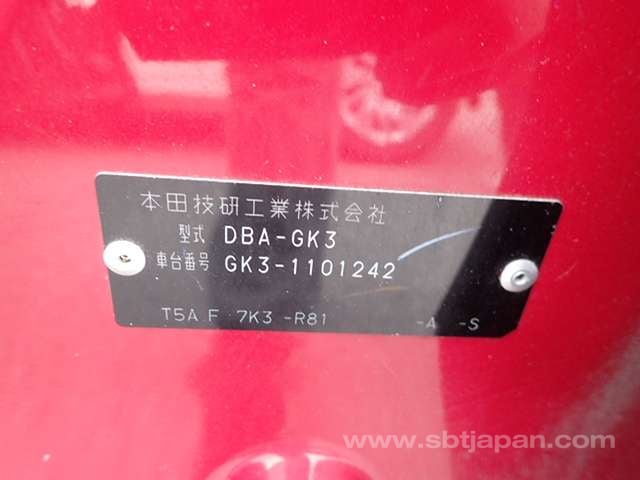 本田技研工業株式会社
型式 DBA-GK3
車台番号 GK3-1101242
T5A F 7K3 -R81 -A -S
www.sbtjapan.com